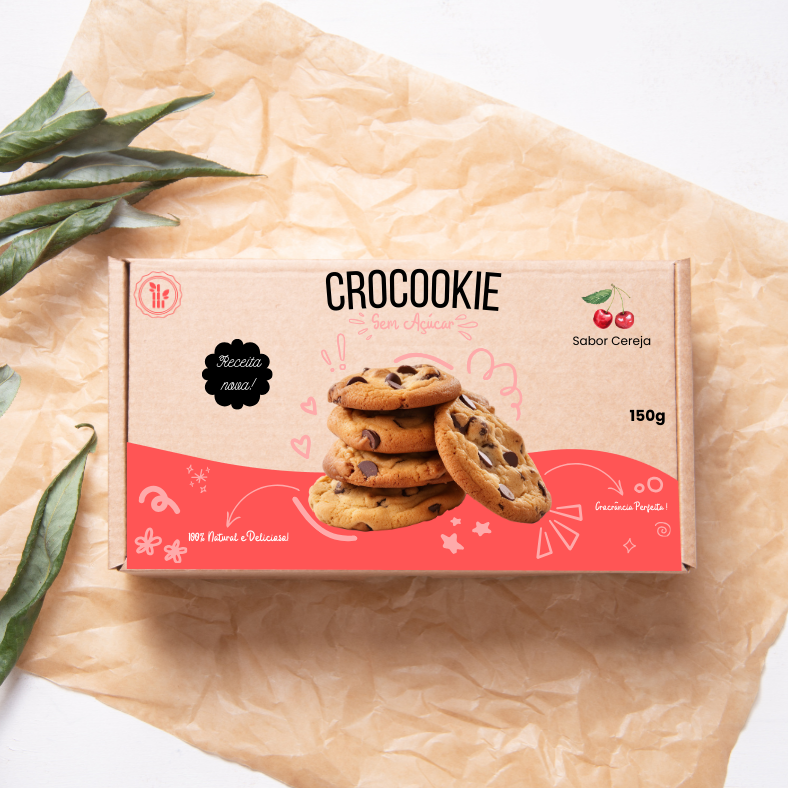 CROCOOKIE
Sem Açúcar
Sabor Cereja
Receita
nova!
150g
100% Natural e Delicioso!
Crocância Perfeita!